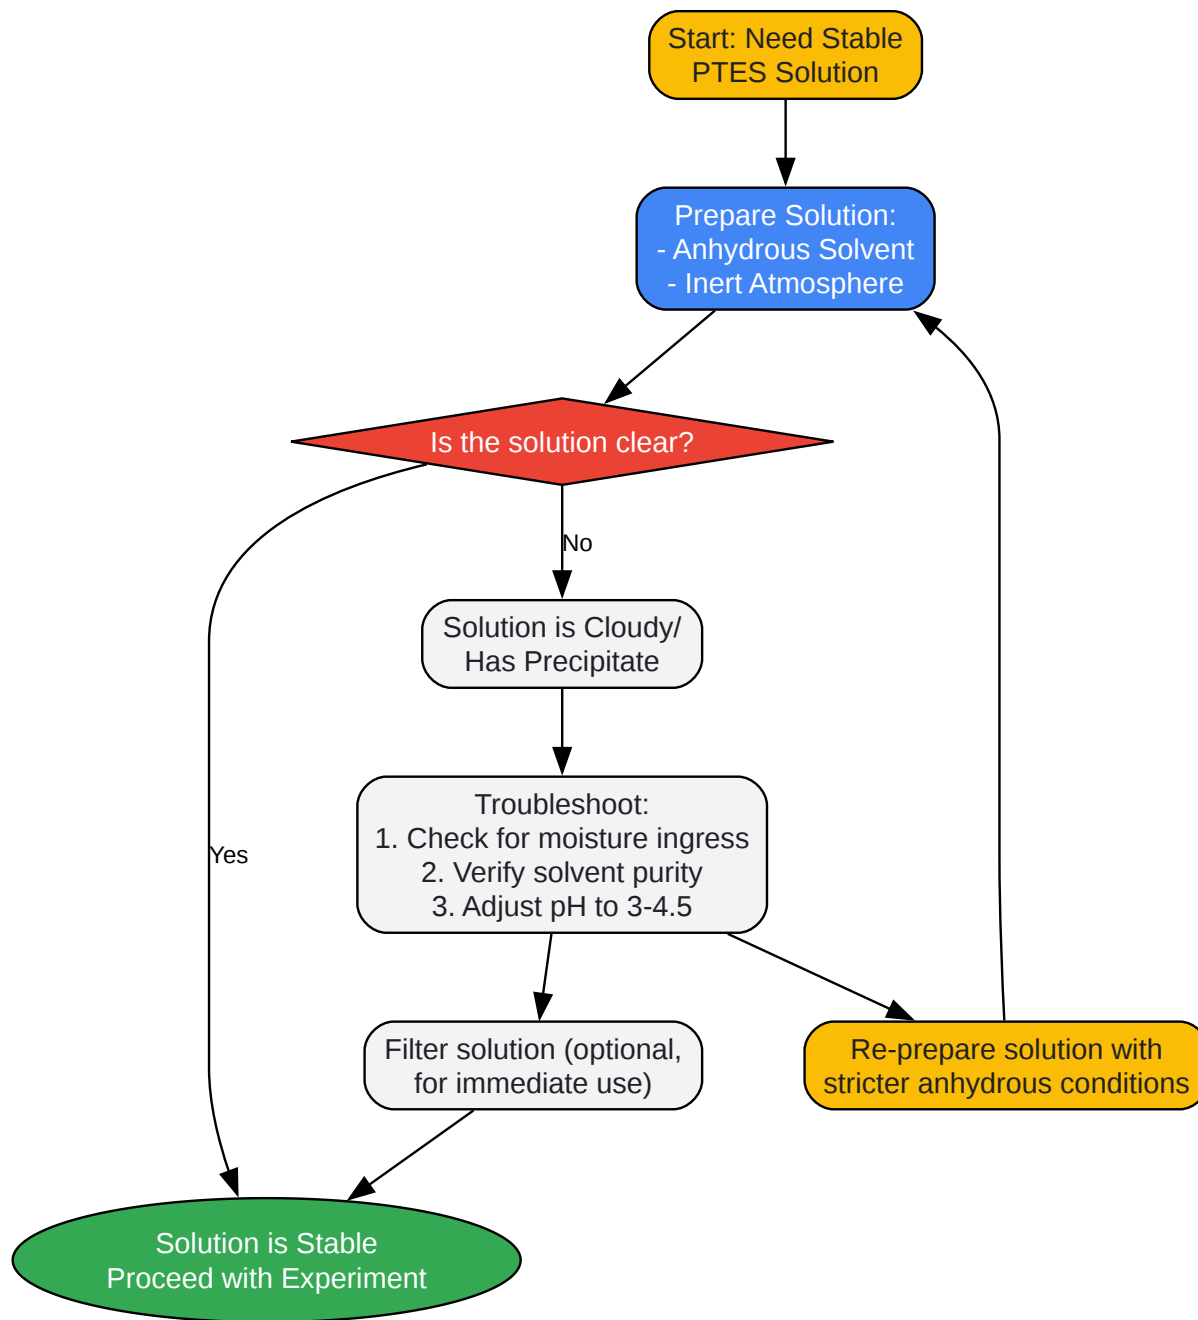 Start: Need Stable
PTES Solution
Prepare Solution:
- Anhydrous Solvent
- Inert Atmosphere
Is the solution clear?
No
Solution is Cloudy/
Has Precipitate
Troubleshoot:
1. Check for moisture ingress
2. Verify solvent purity
3. Adjust pH to 3-4.5
Yes
Filter solution (optional,
for immediate use)
Re-prepare solution with
stricter anhydrous conditions
Solution is Stable
Proceed with Experiment